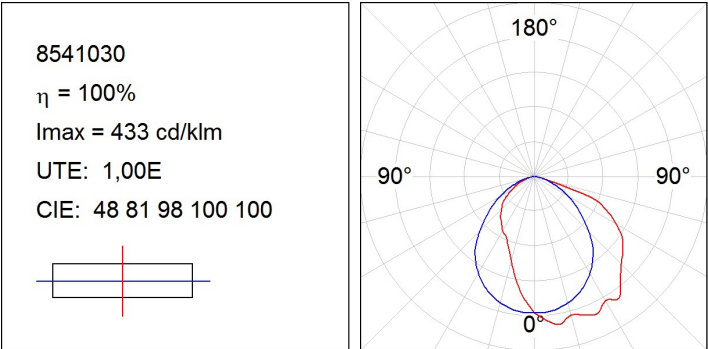 8541030
η = 100%
Imax = 433 cd/klm
UTE: 1,00E
CIE: 48 81 98 100 100
180°
90° 90°
0°